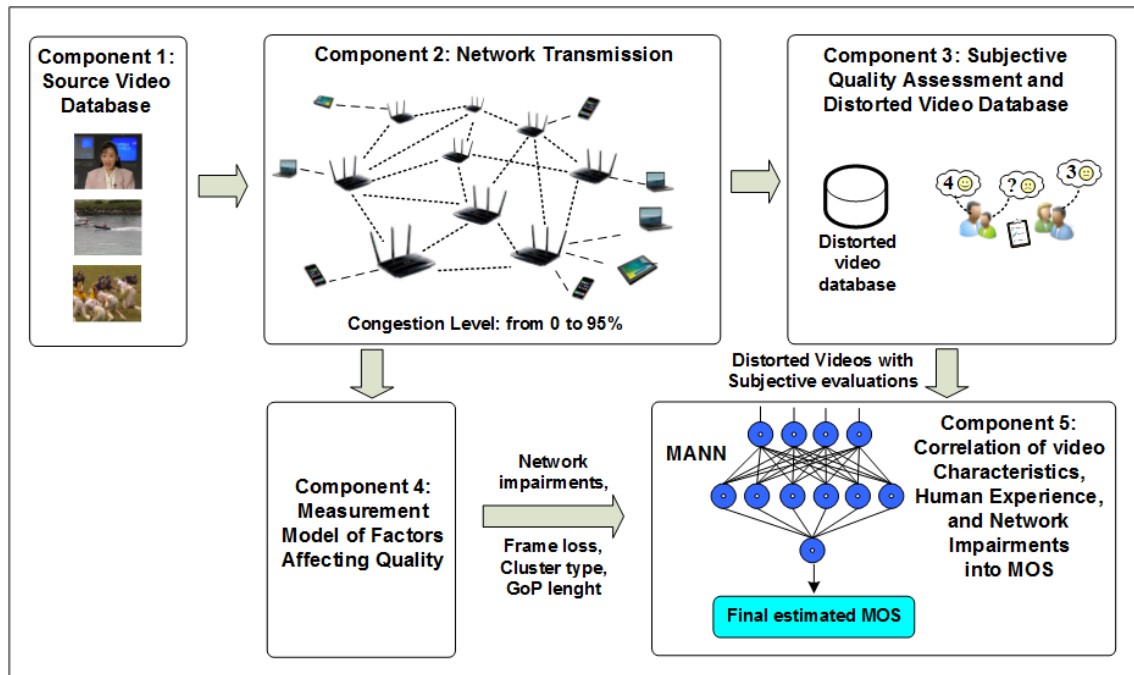 Component 1:
Source Video
Database
Component 2: Network Transmission
Congestion Level: from 0 to 95%
Component 3: Subjective
Quality Assessment and
Distorted Video Database
4
?
3
Distorted
video
database
Distorted Videos with
Subjective evaluations
Component 4:
Measurement
Model of Factors
Affecting Quality
Network
impairments,
Frame loss,
Cluster type,
GoP lenght
MANN
Component 5:
Correlation of video
Characteristics,
Human Experience,
and Network
Impairments
into MOS
Final estimated MOS